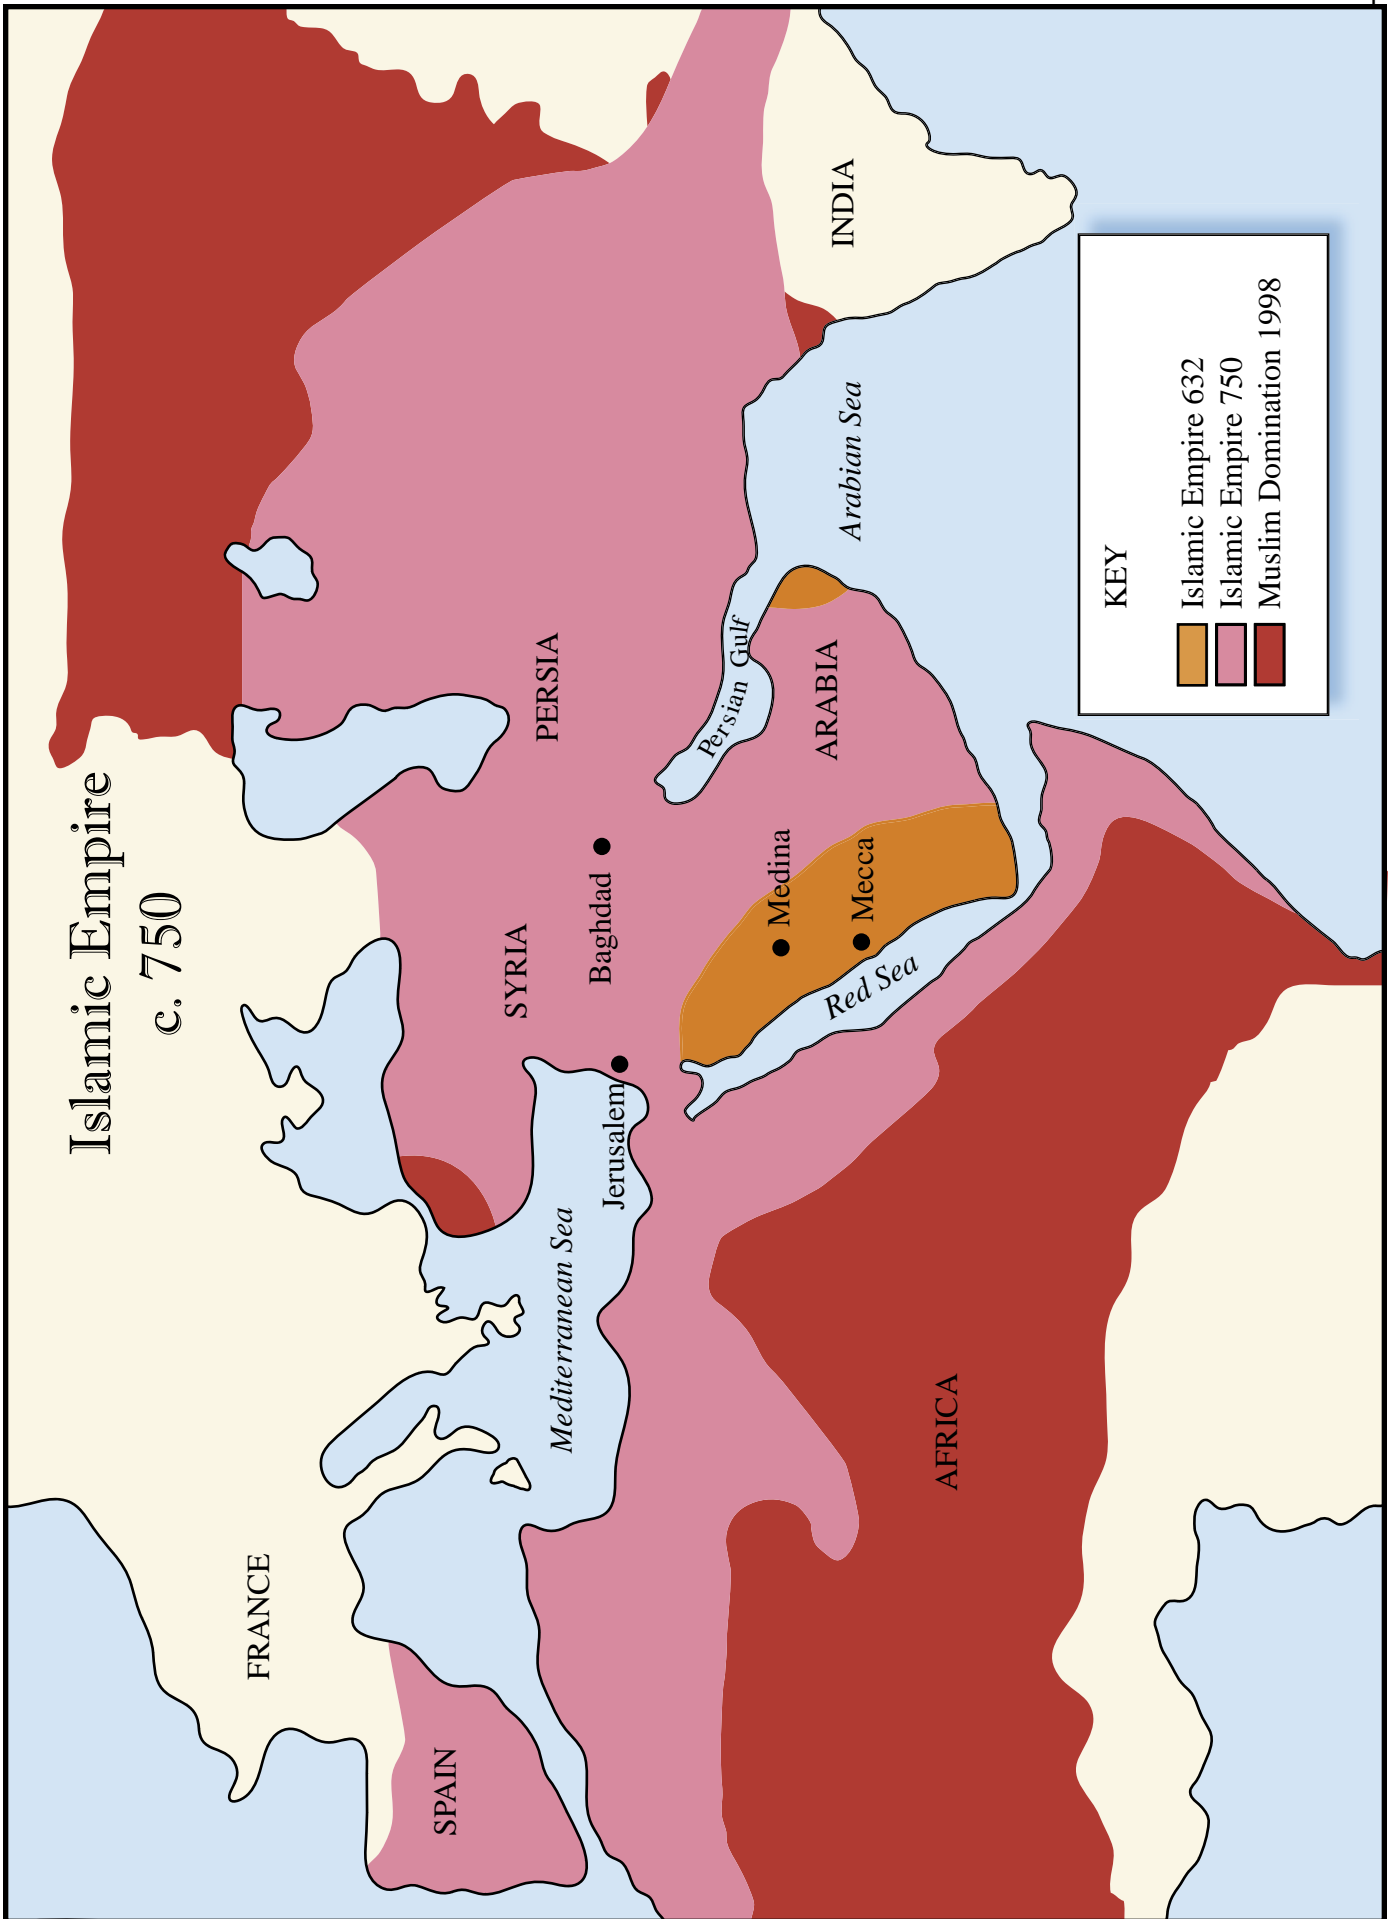 Islamic Empire
c. 750
FRANCE
SPAIN
Mediterranean Sea
SYRIA
PERSIA
Baghdad
Jerusalem
Persian Gulf
Medina
Mecca
ARABIA
Red Sea
Arabian Sea
INDIA
AFRICA
KEY
Islamic Empire 632
Islamic Empire 750
Muslim Domination 1998